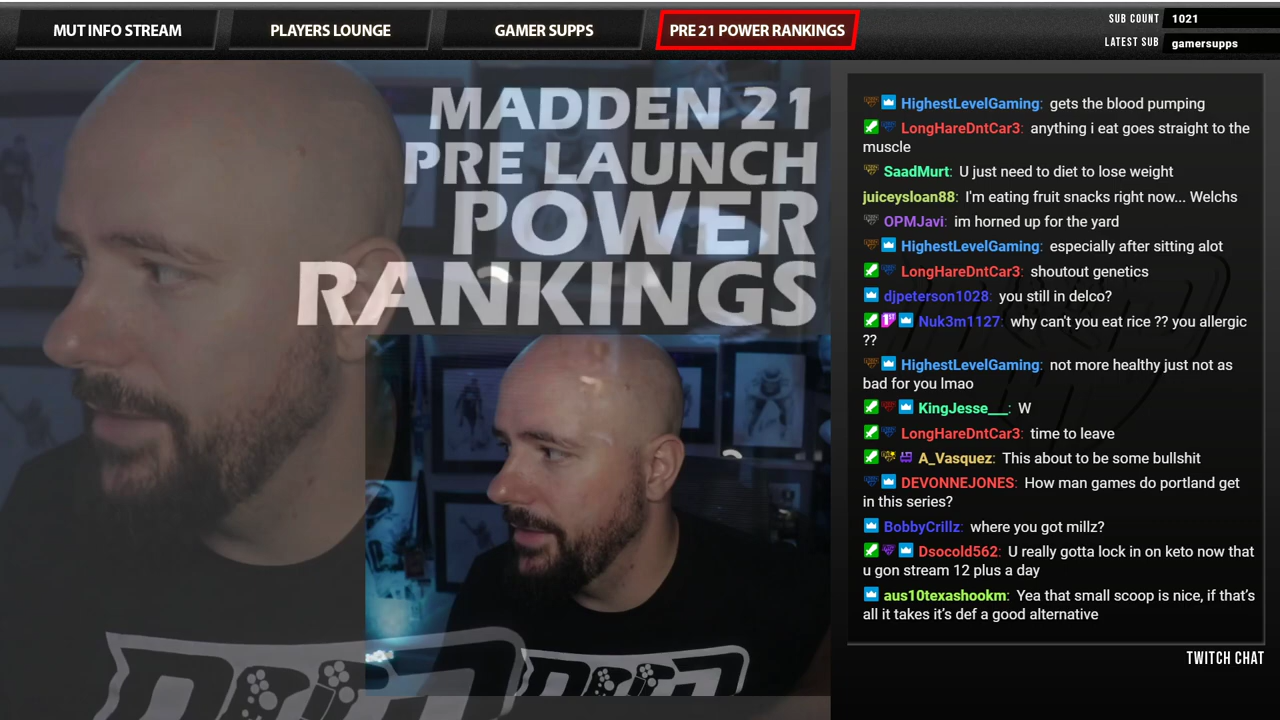 MUT INFO STREAM
PLAYERS LOUNGE
GAMER SUPPS
PRE 21 POWER RANKINGS
SUB COUNT 1021
LATEST SUB gamersupps
MADDEN 21
PRE LAUNCH
POWER
RANKINGS
HighestLevelGaming: gets the blood pumping
LongHareDntCar3: anything i eat goes straight to the
muscle
SaadMurt: U just need to diet to lose weight
juiceysloan88: I'm eating fruit snacks right now... Welchs
OPMJavi: im horned up for the yard
HighestLevelGaming: especially after sitting alot
LongHareDntCar3: shoutout genetics
djpeterson1028: you still in delco?
Nuk3m1127: why can't you eat rice ?? you allergic
??
HighestLevelGaming: not more healthy just not as
bad for you lmao
KingJesse___: W
LongHareDntCar3: time to leave
A_Vasquez: This about to be some bullshit
DEVONNEJONES: How man games do portland get
in this series?
BobbyCrillz: where you got millz?
Dsocold562: U really gotta lock in on keto now that
u gon stream 12 plus a day
aus10texashookm: Yea that small scoop is nice, if that’s
all it takes it’s def a good alternative
TWITCH CHAT